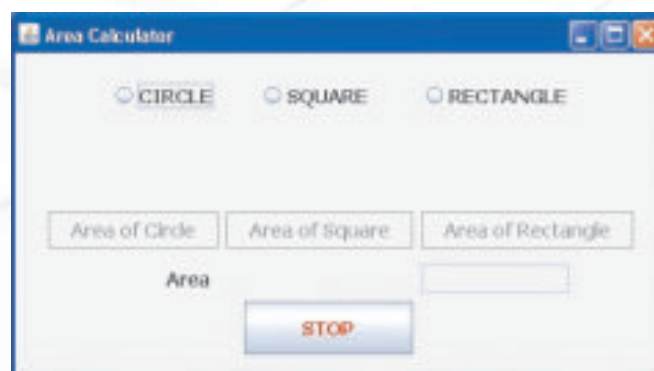 Area Calculator
CIRCLE SQUARE RECTANGLE
Area of Circle Area of Square Area of Rectangle
Area
STOP